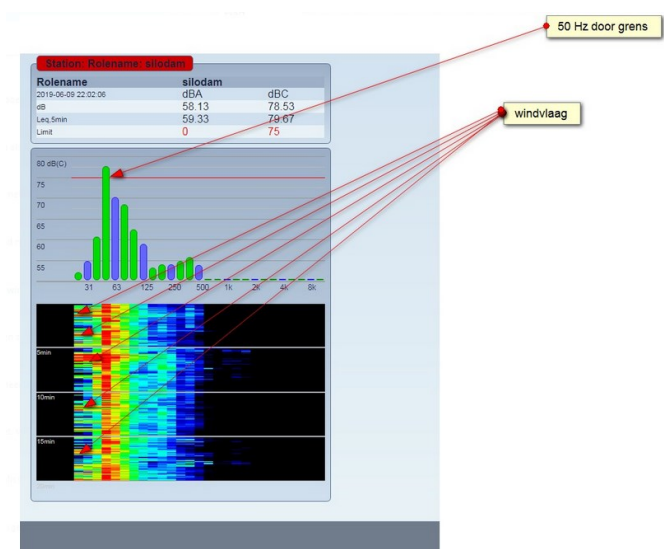 50 Hz door grens
Station: Rolename: silodam
Rolename silodam
2019-06-09 22:02:06 dBA dBC
dB 58.13 78.53
Leq,5min 59.33 79.67
Limit 0 75
windvlaag
80 dB(C)
75
70
65
60
55
31 63 125 250 500 1K 2K 4K 8K
5min
10min
15min